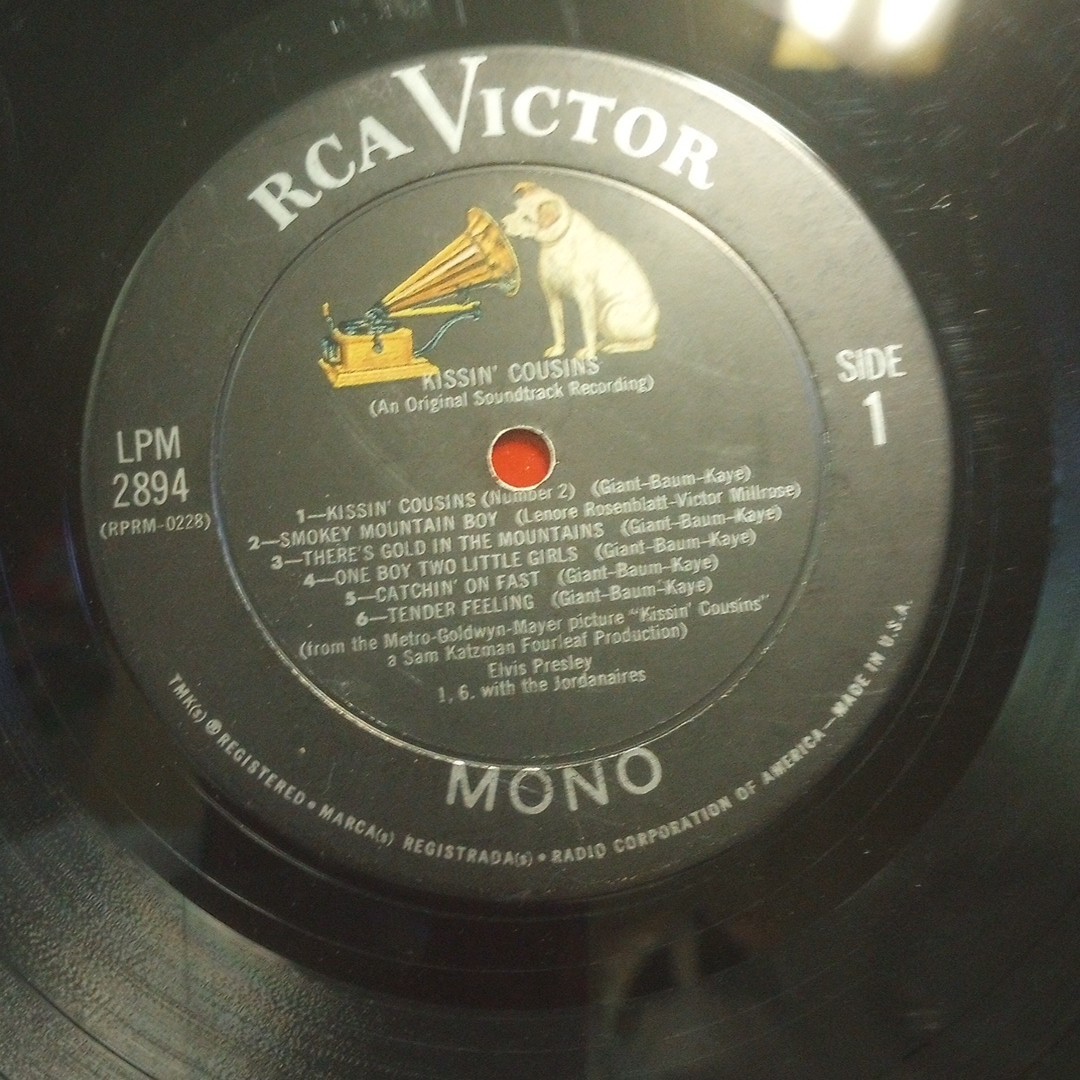 RCA VICTOR
KISSIN' COUSINS
(An Original Soundtrack Recording)
SIDE
1
LPM
2894
(RPRM-0228)
1—KISSIN' COUSINS (Number 2) (Giant-Baum-Kaye)
2—SMOKEY MOUNTAIN BOY (Lenore Rosenblatt-Victor Millrose)
3—THERE'S GOLD IN THE MOUNTAINS (Giant-Baum-Kaye)
4—ONE BOY TWO LITTLE GIRLS (Giant-Baum-Kaye)
5—CATCHIN' ON FAST (Giant-Baum-Kaye)
6—TENDER FEELING (Giant-Baum-Kaye)
(from the Metro-Goldwyn-Mayer picture "Kissin' Cousins"
a Sam Katzman Fourleaf Production)
Elvis Presley
1, 6. with the Jordanaires
MONO
TMK(s) ® REGISTERED • MARCA(s) REGISTRADA(s) • RADIO CORPORATION OF AMERICA—MADE IN U.S.A.